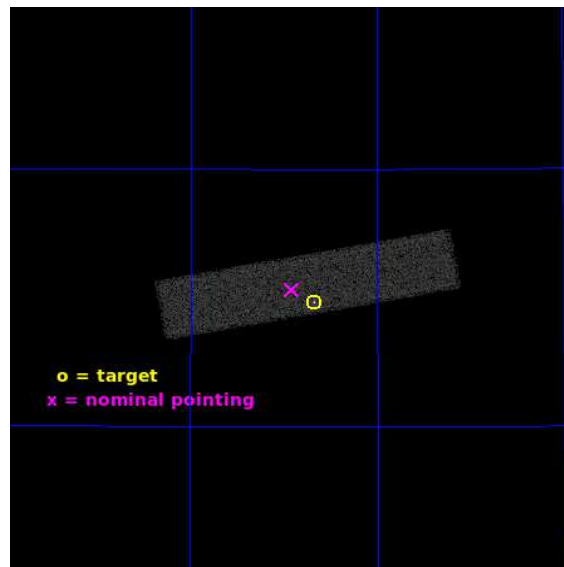 o = target
x = nominal pointing